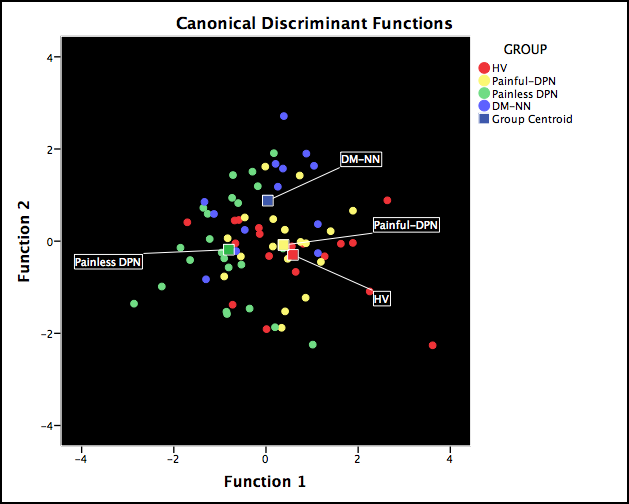 Canonical Discriminant Functions
GROUP
HV
Painful-DPN
Painless DPN
DM-NN
Group Centroid
4
2
0
-2
-4
Function 2
DM-NN
Painful-DPN
Painless DPN
HV
-4
-2
0
2
4
Function 1